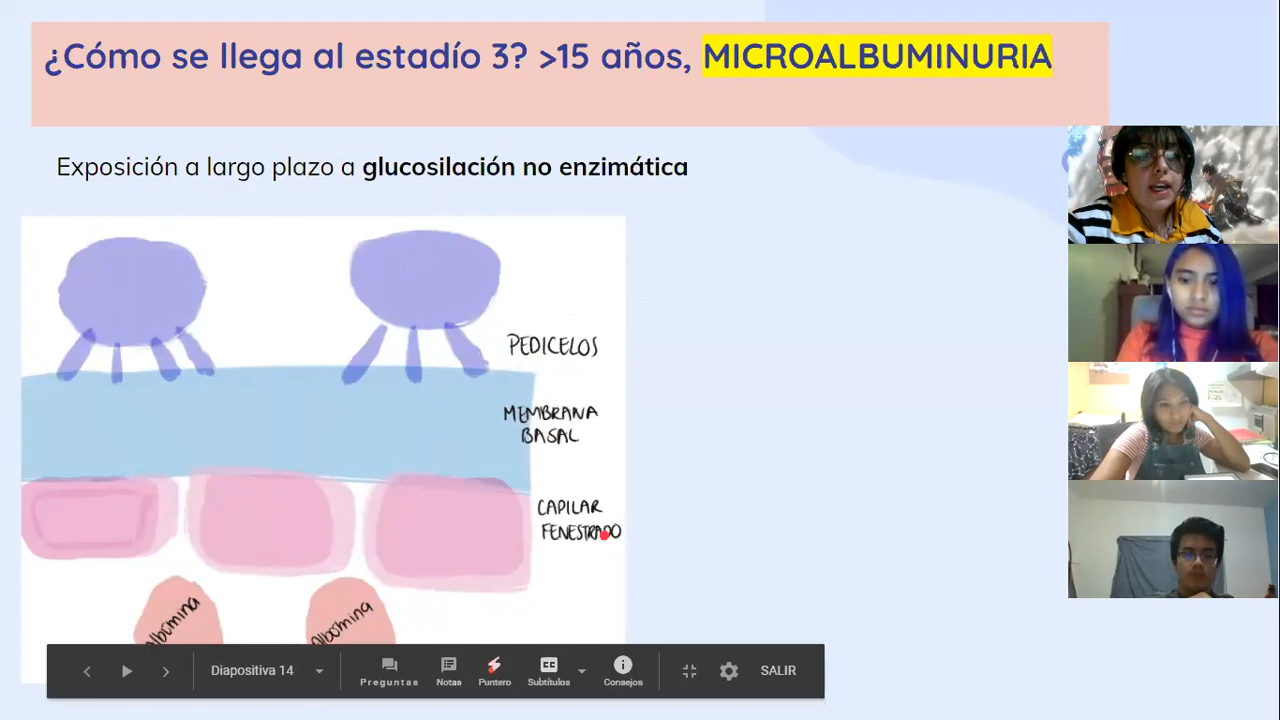 ¿Cómo se llega al estadío 3? >15 años, MICROALBUMINURIA
Exposición a largo plazo a glucosilación no enzimática
PEDICELOS
MEMBRANA
BASAL
CAPILAR
FENESTRADO
Albúmina
Albúmina
Diapositiva 14
Preguntas
Notas
Puntero
Subtítulos
Consejos
SALIR